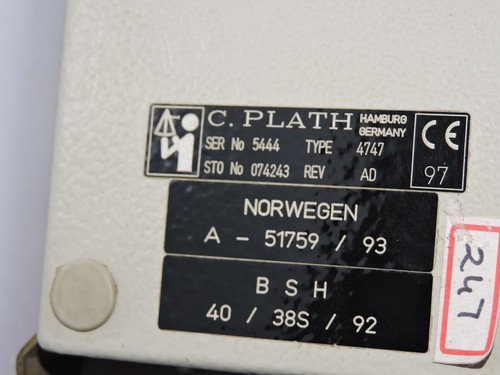 C. PLATH HAMBURG GERMANY
SER No 5444 TYPE 4747
STO No 074243 REV AD
CE 97
NORWEGEN
A - 51759 / 93
B S H
40 / 38S / 92
247